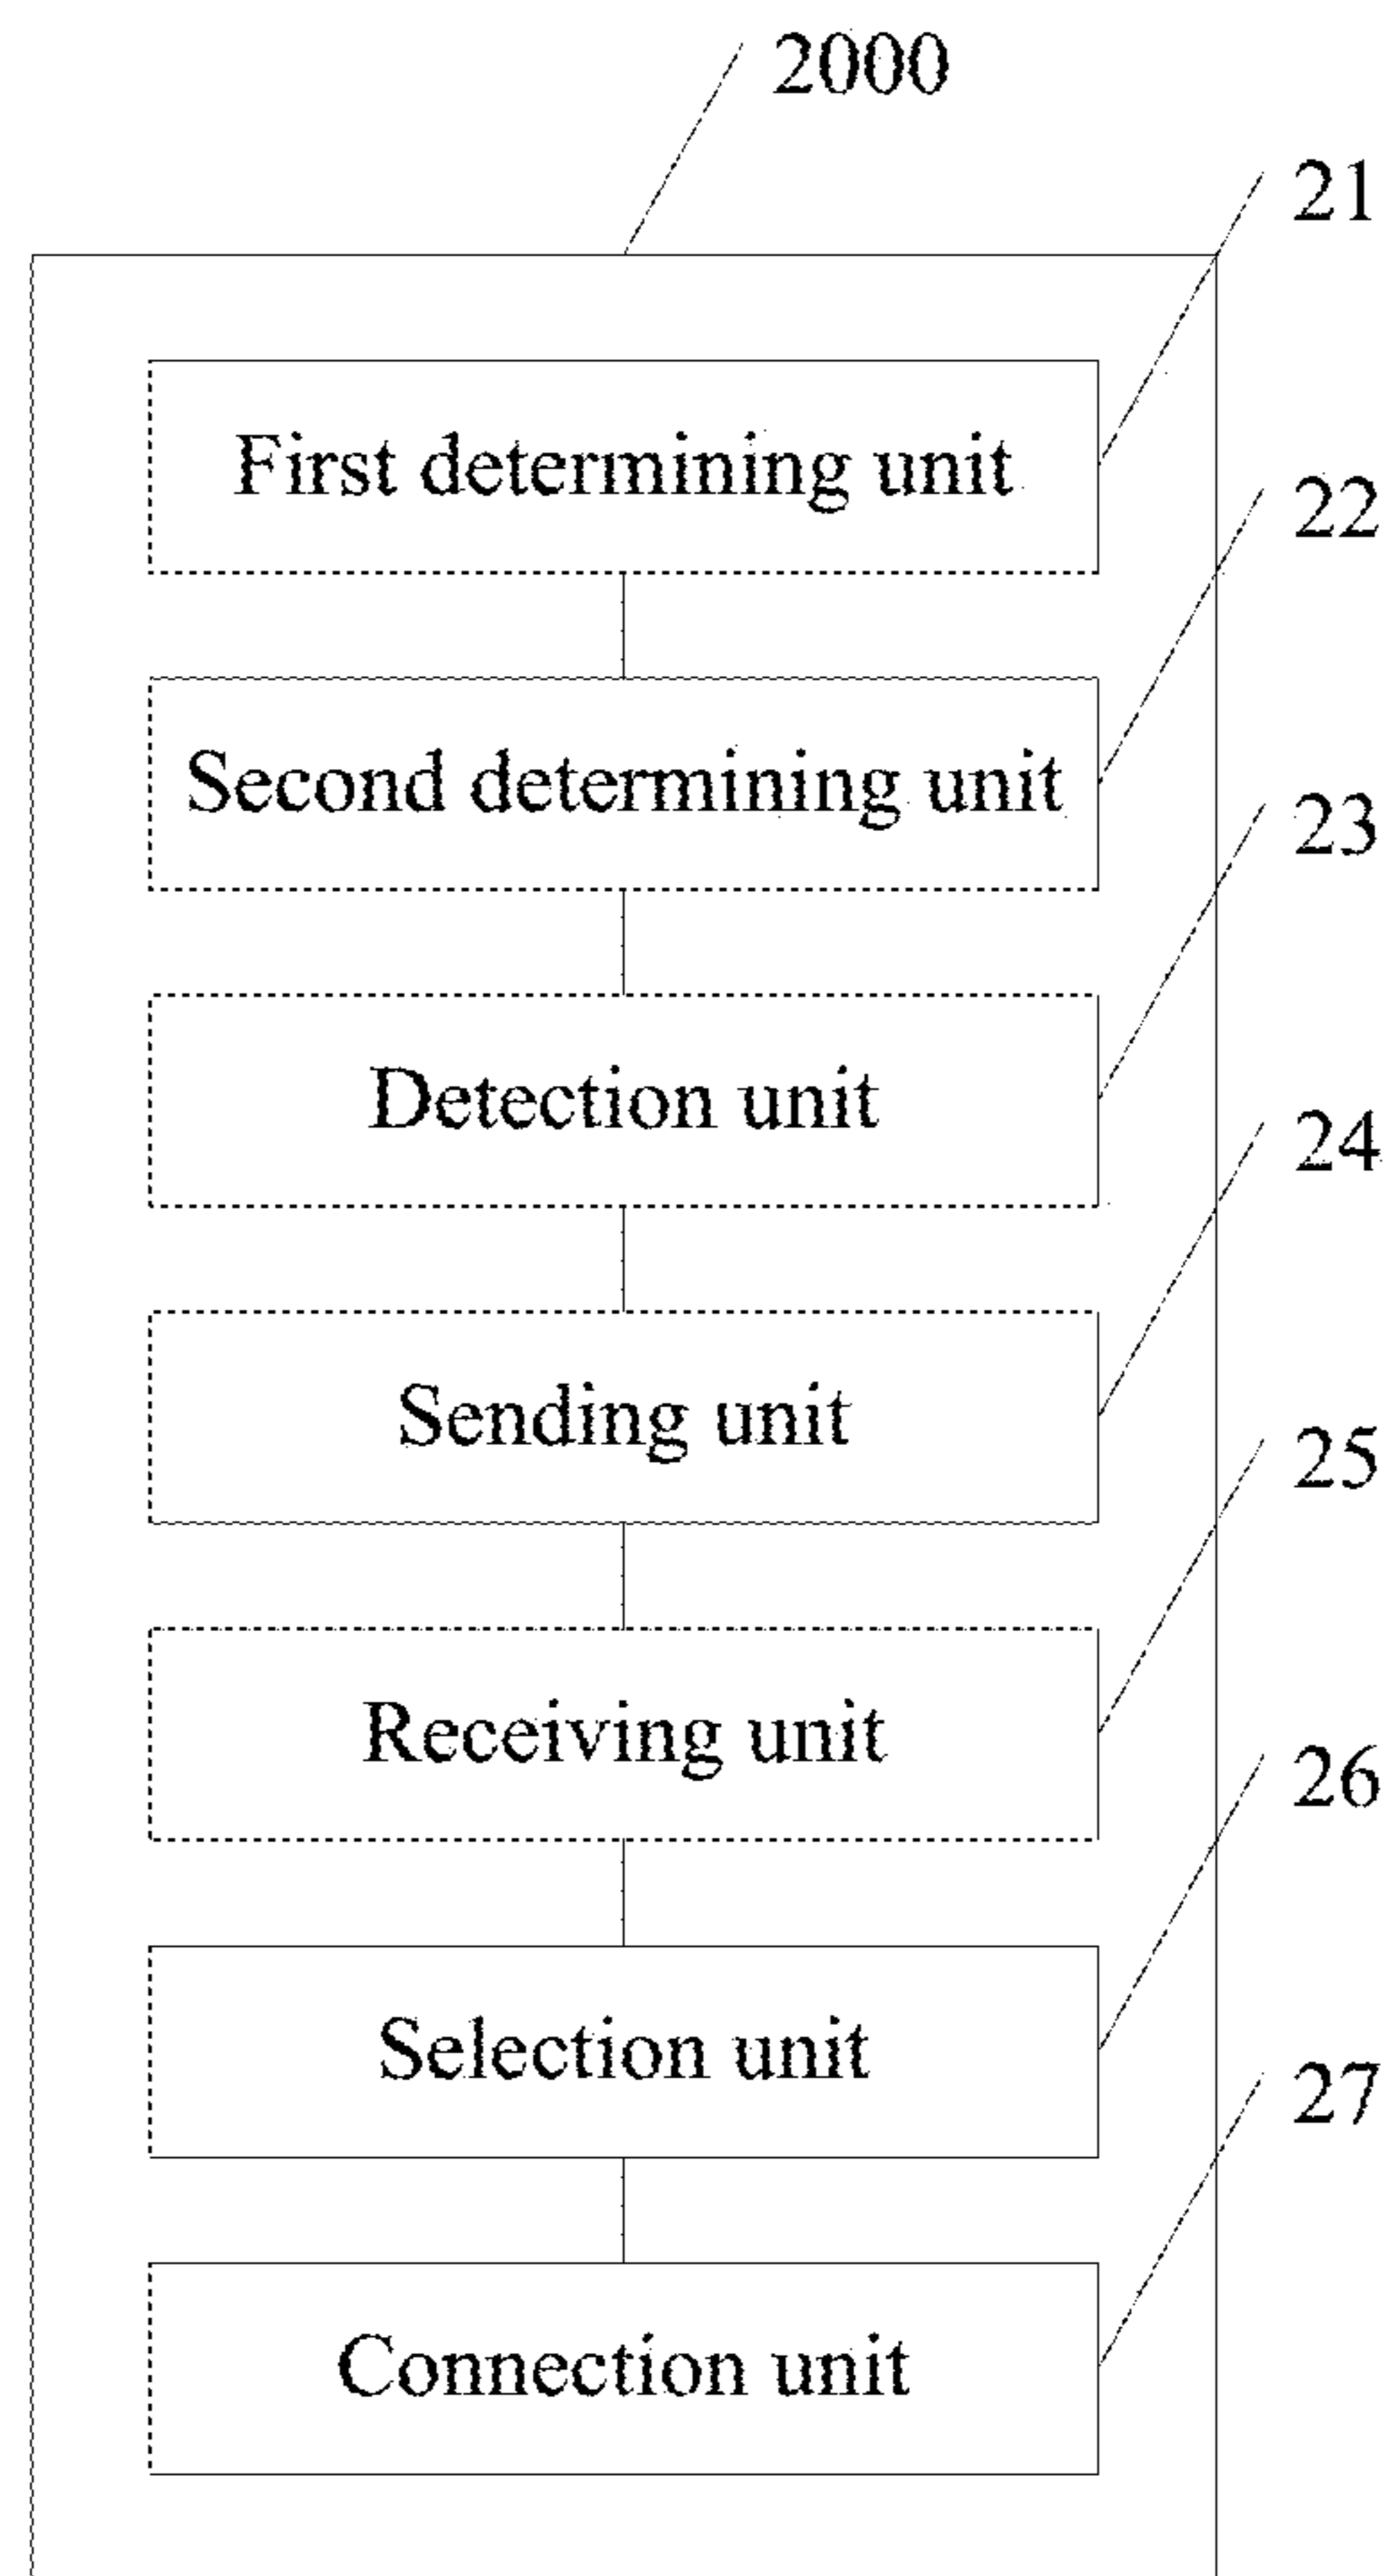 2000
21
First determining unit
22
Second determining unit
23
Detection unit
24
Sending unit
25
Receiving unit
26
Selection unit
27
Connection unit